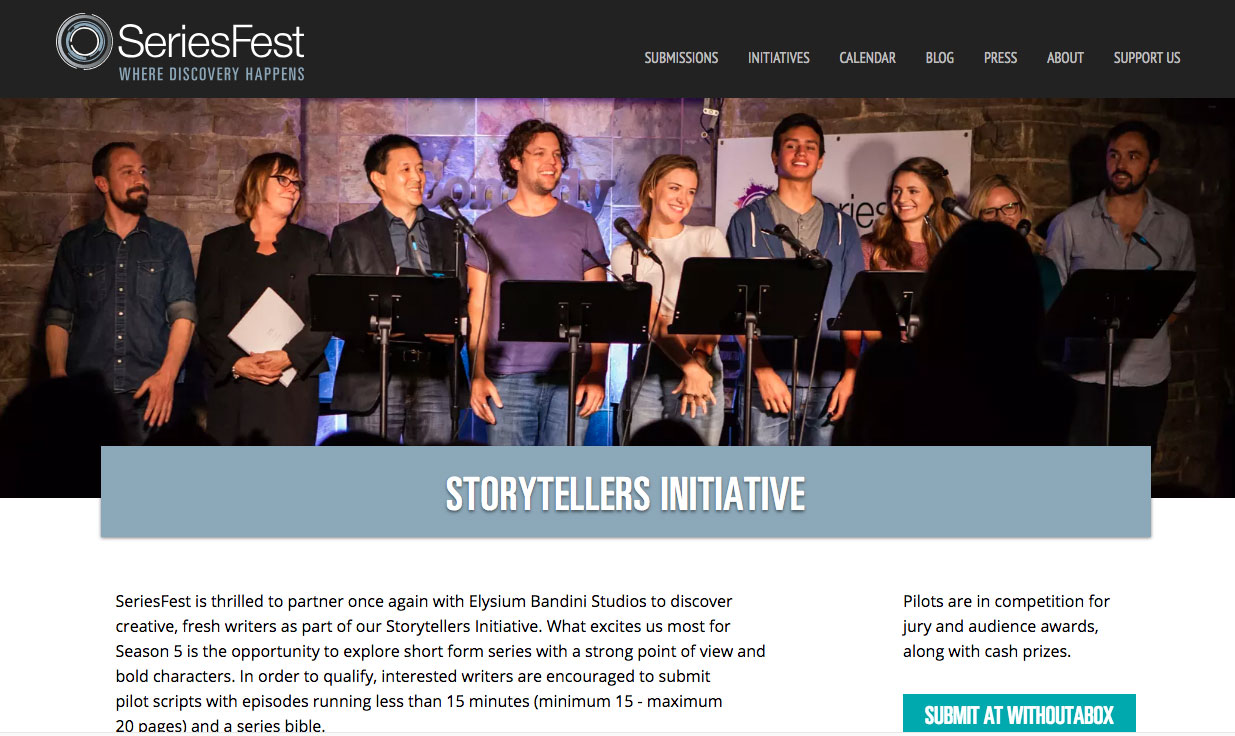 SeriesFest
WHERE DISCOVERY HAPPENS
SUBMISSIONS
INITIATIVES
CALENDAR
BLOG
PRESS
ABOUT
SUPPORT US
STORYTELLERS INITIATIVE
SeriesFest is thrilled to partner once again with Elysium Bandini Studios to discover
creative, fresh writers as part of our Storytellers Initiative. What excites us most for
Season 5 is the opportunity to explore short form series with a strong point of view and
bold characters. In order to qualify, interested writers are encouraged to submit
pilot scripts with episodes running less than 15 minutes (minimum 15 - maximum
20 pages) and a series bible.
Pilots are in competition for
jury and audience awards,
along with cash prizes.
SUBMIT AT WITHOUTABOX